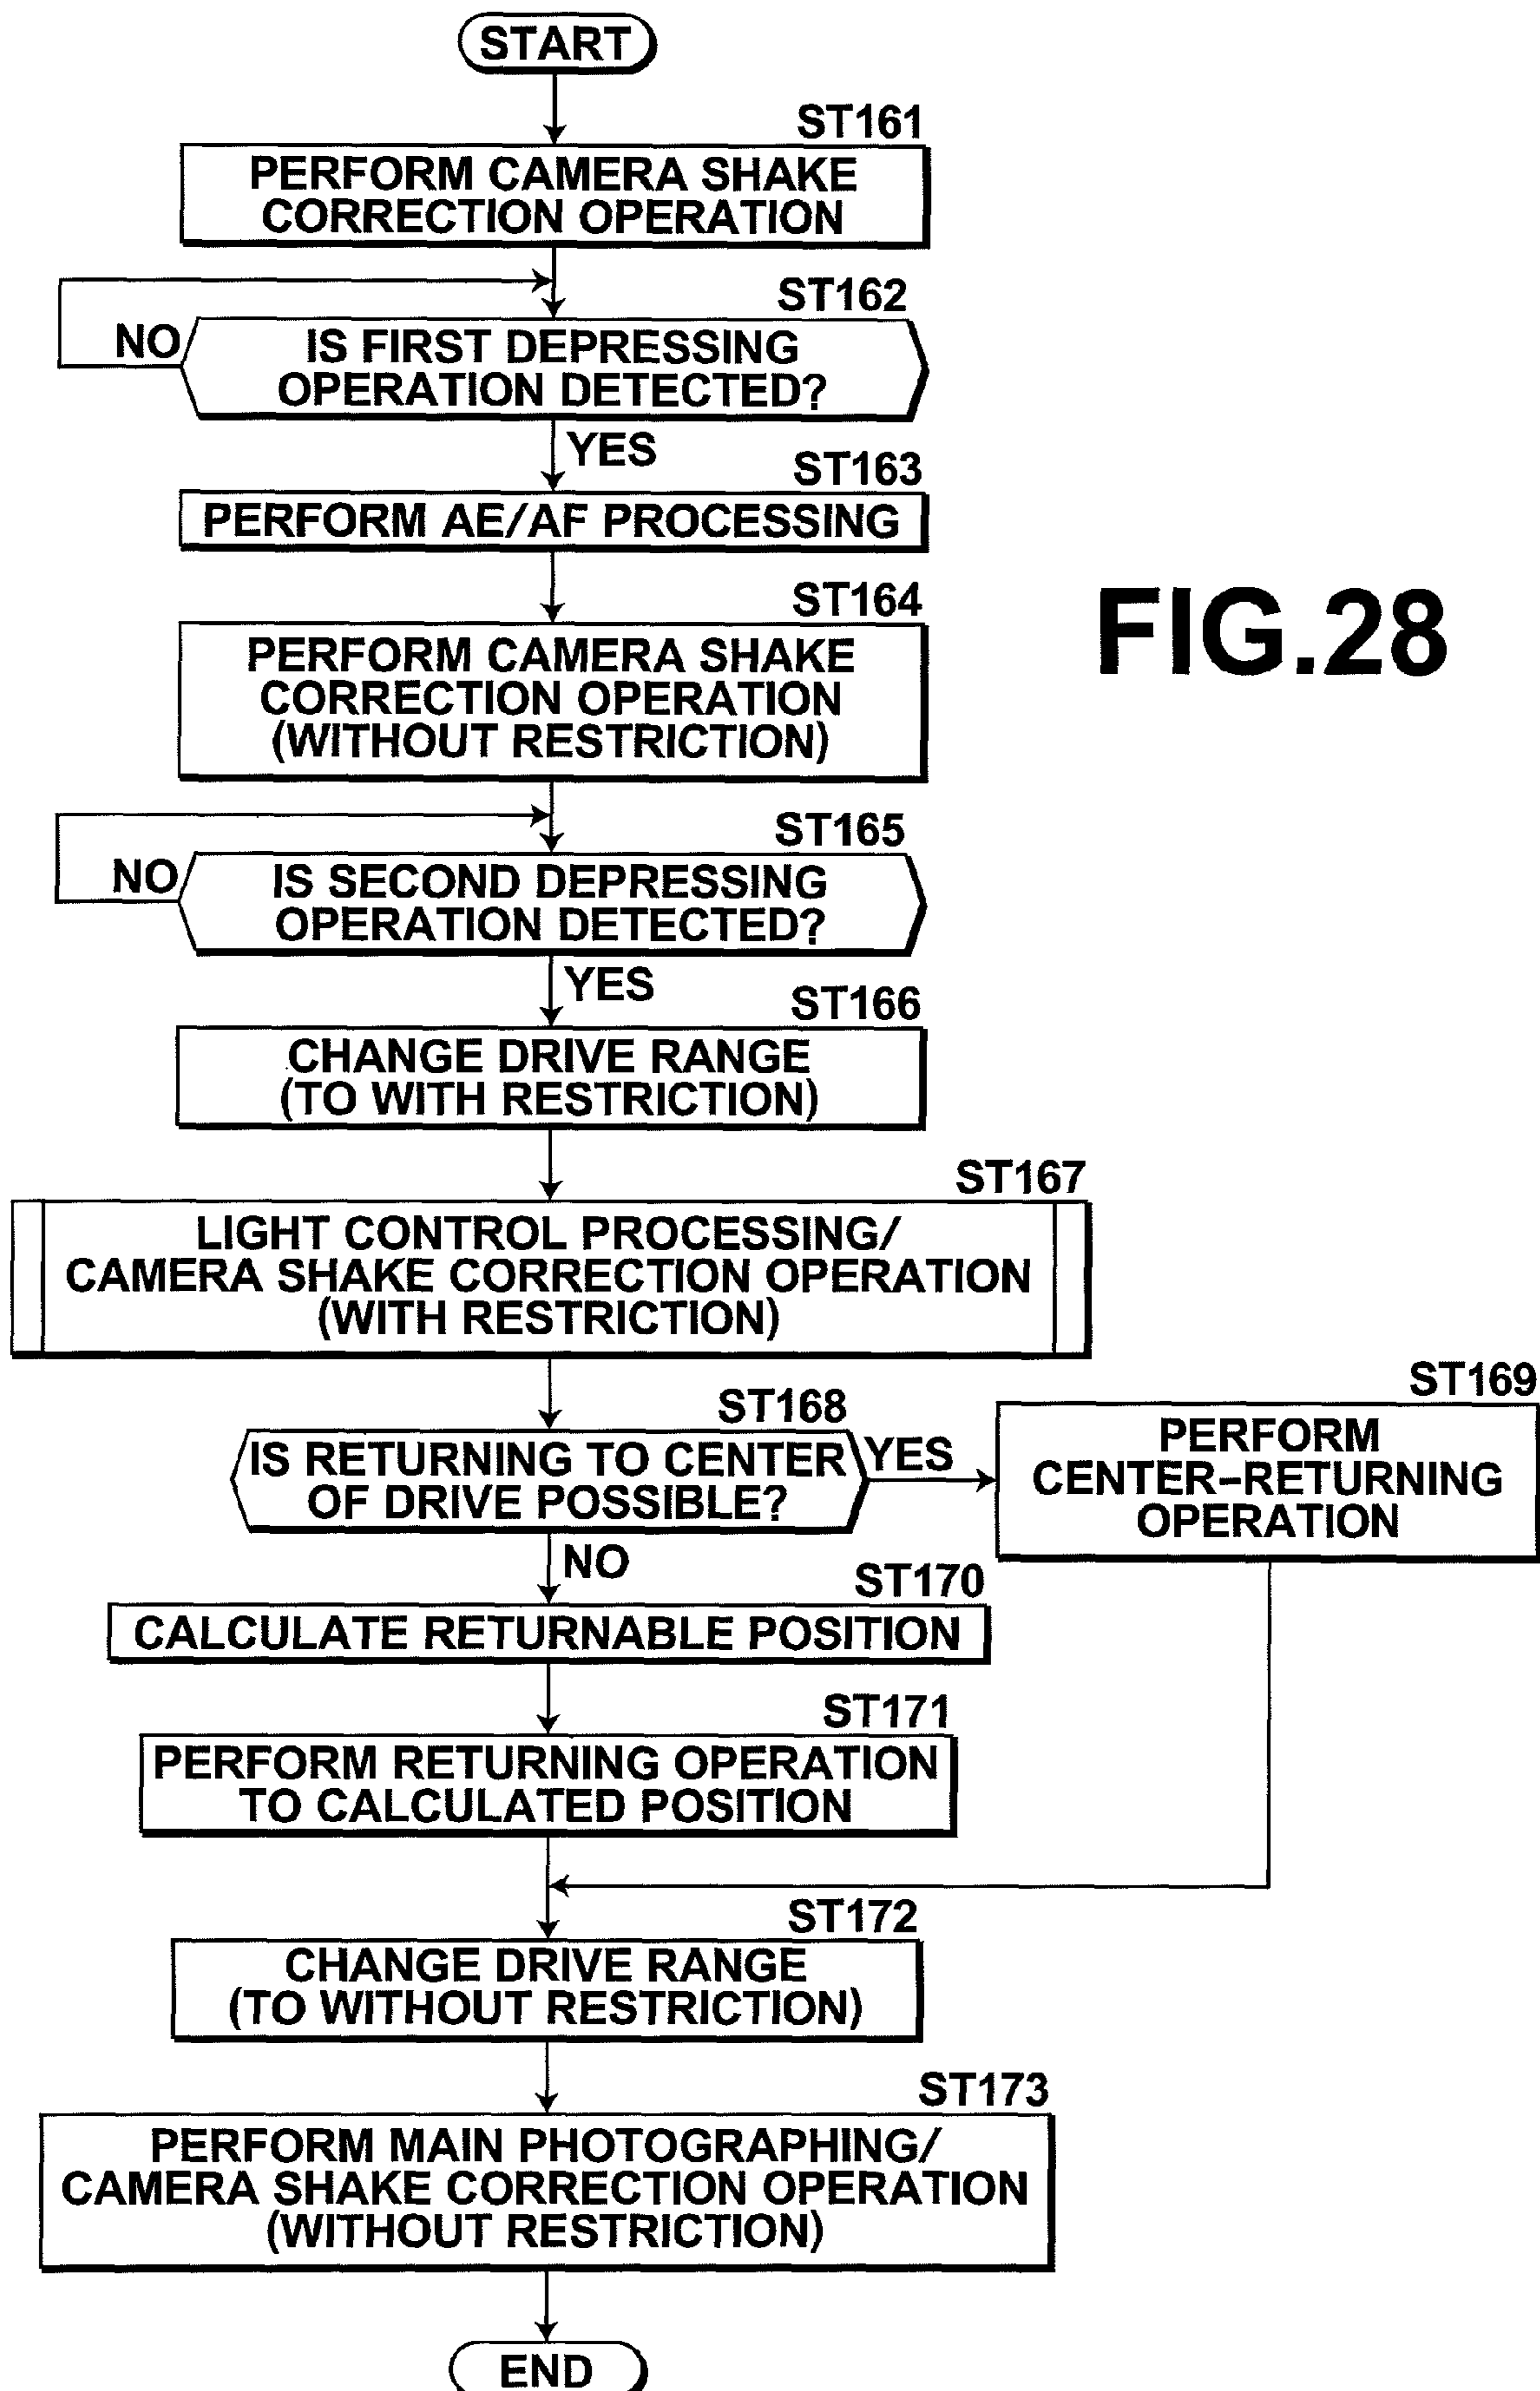 START
ST161
PERFORM CAMERA SHAKE
CORRECTION OPERATION
ST162
NO
IS FIRST DEPRESSING
OPERATION DETECTED?
YES
ST163
PERFORM AE/AF PROCESSING
ST164
PERFORM CAMERA SHAKE
CORRECTION OPERATION
(WITHOUT RESTRICTION)
FIG.28
ST165
NO
IS SECOND DEPRESSING
OPERATION DETECTED?
YES
ST166
CHANGE DRIVE RANGE
(TO WITH RESTRICTION)
ST167
LIGHT CONTROL PROCESSING/
CAMERA SHAKE CORRECTION OPERATION
(WITH RESTRICTION)
ST168
IS RETURNING TO CENTER
OF DRIVE POSSIBLE?
YES
ST169
PERFORM
CENTER-RETURNING
OPERATION
NO
ST170
CALCULATE RETURNABLE POSITION
ST171
PERFORM RETURNING OPERATION
TO CALCULATED POSITION
ST172
CHANGE DRIVE RANGE
(TO WITHOUT RESTRICTION)
ST173
PERFORM MAIN PHOTOGRAPHING/
CAMERA SHAKE CORRECTION OPERATION
(WITHOUT RESTRICTION)
END